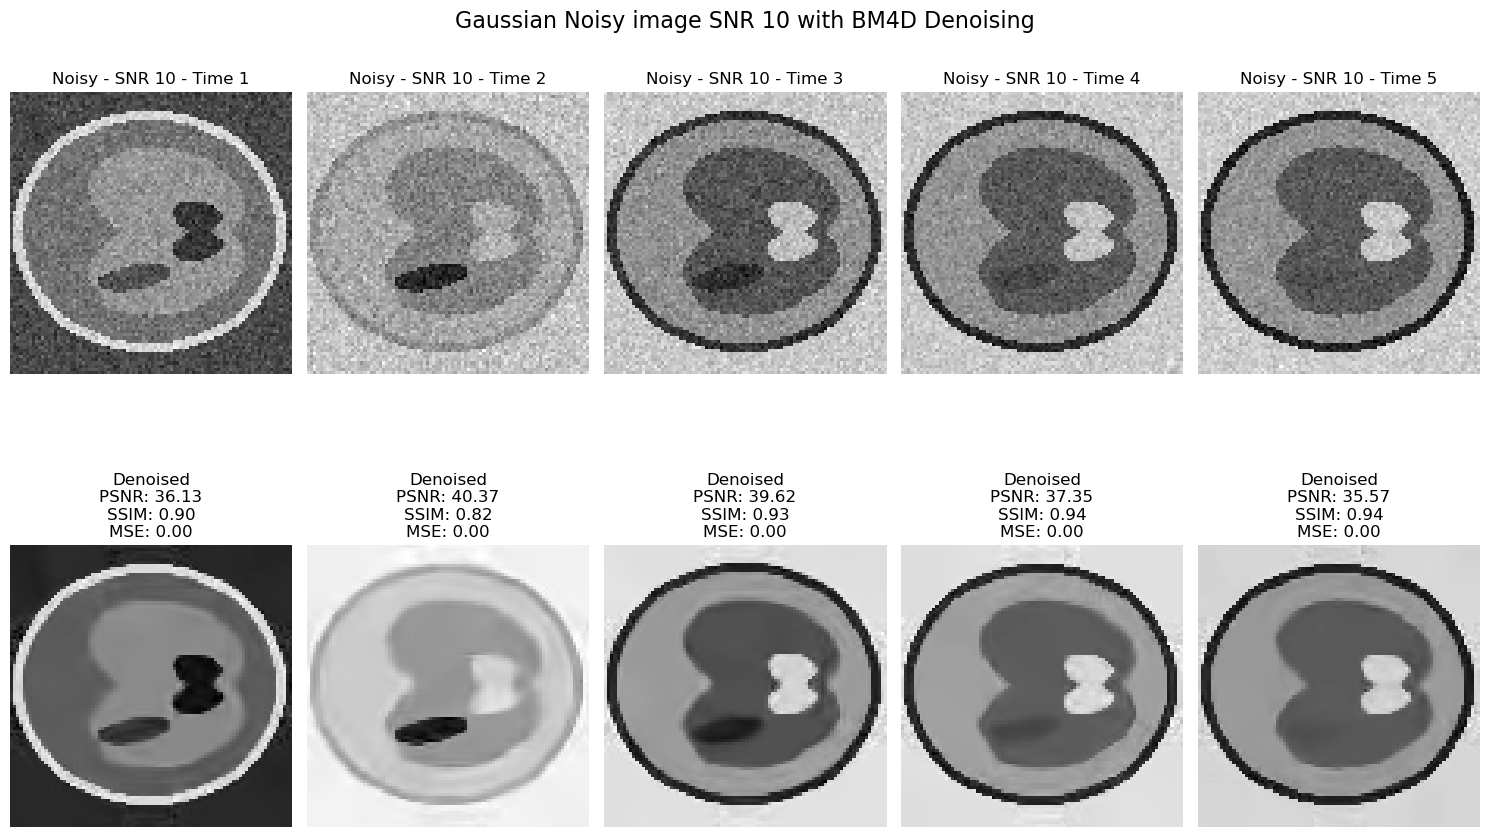 Gaussian Noisy image SNR 10 with BM4D Denoising
Noisy - SNR 10 - Time 1
Noisy - SNR 10 - Time 2
Noisy - SNR 10 - Time 3
Noisy - SNR 10 - Time 4
Noisy - SNR 10 - Time 5
Denoised
PSNR: 36.13
SSIM: 0.90
MSE: 0.00
Denoised
PSNR: 40.37
SSIM: 0.82
MSE: 0.00
Denoised
PSNR: 39.62
SSIM: 0.93
MSE: 0.00
Denoised
PSNR: 37.35
SSIM: 0.94
MSE: 0.00
Denoised
PSNR: 35.57
SSIM: 0.94
MSE: 0.00